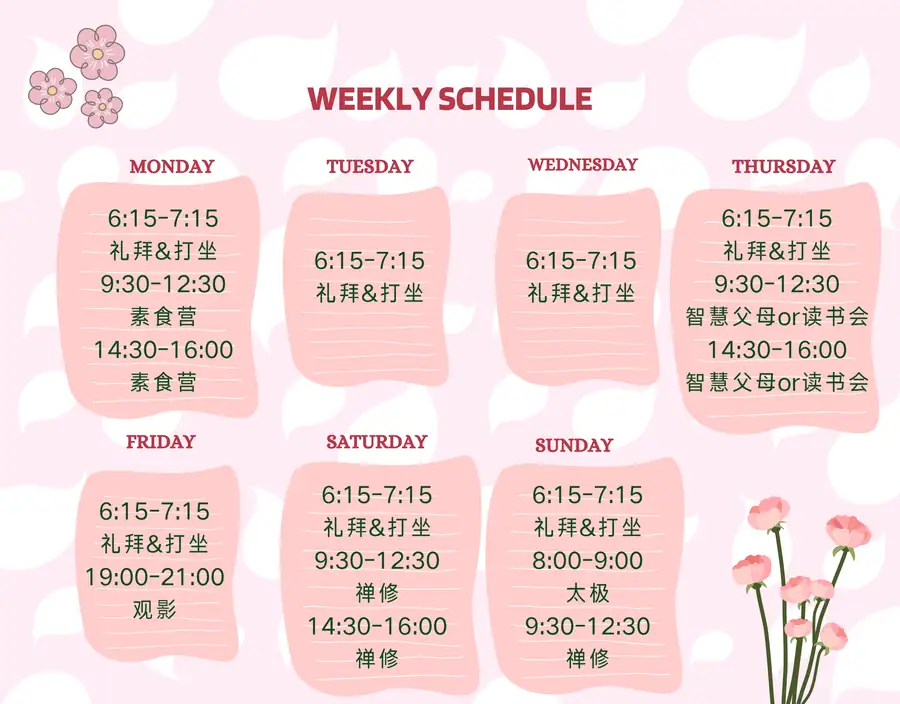 WEEKLY SCHEDULE
MONDAY
6:15-7:15
礼拜&打坐
9:30-12:30
素食营
14:30-16:00
素食营
TUESDAY
6:15-7:15
礼拜&打坐
WEDNESDAY
6:15-7:15
礼拜&打坐
THURSDAY
6:15-7:15
礼拜&打坐
9:30-12:30
智慧父母or读书会
14:30-16:00
智慧父母or读书会
FRIDAY
6:15-7:15
礼拜&打坐
19:00-21:00
观影
SATURDAY
6:15-7:15
礼拜&打坐
9:30-12:30
禅修
14:30-16:00
禅修
SUNDAY
6:15-7:15
礼拜&打坐
8:00-9:00
太极
9:30-12:30
禅修